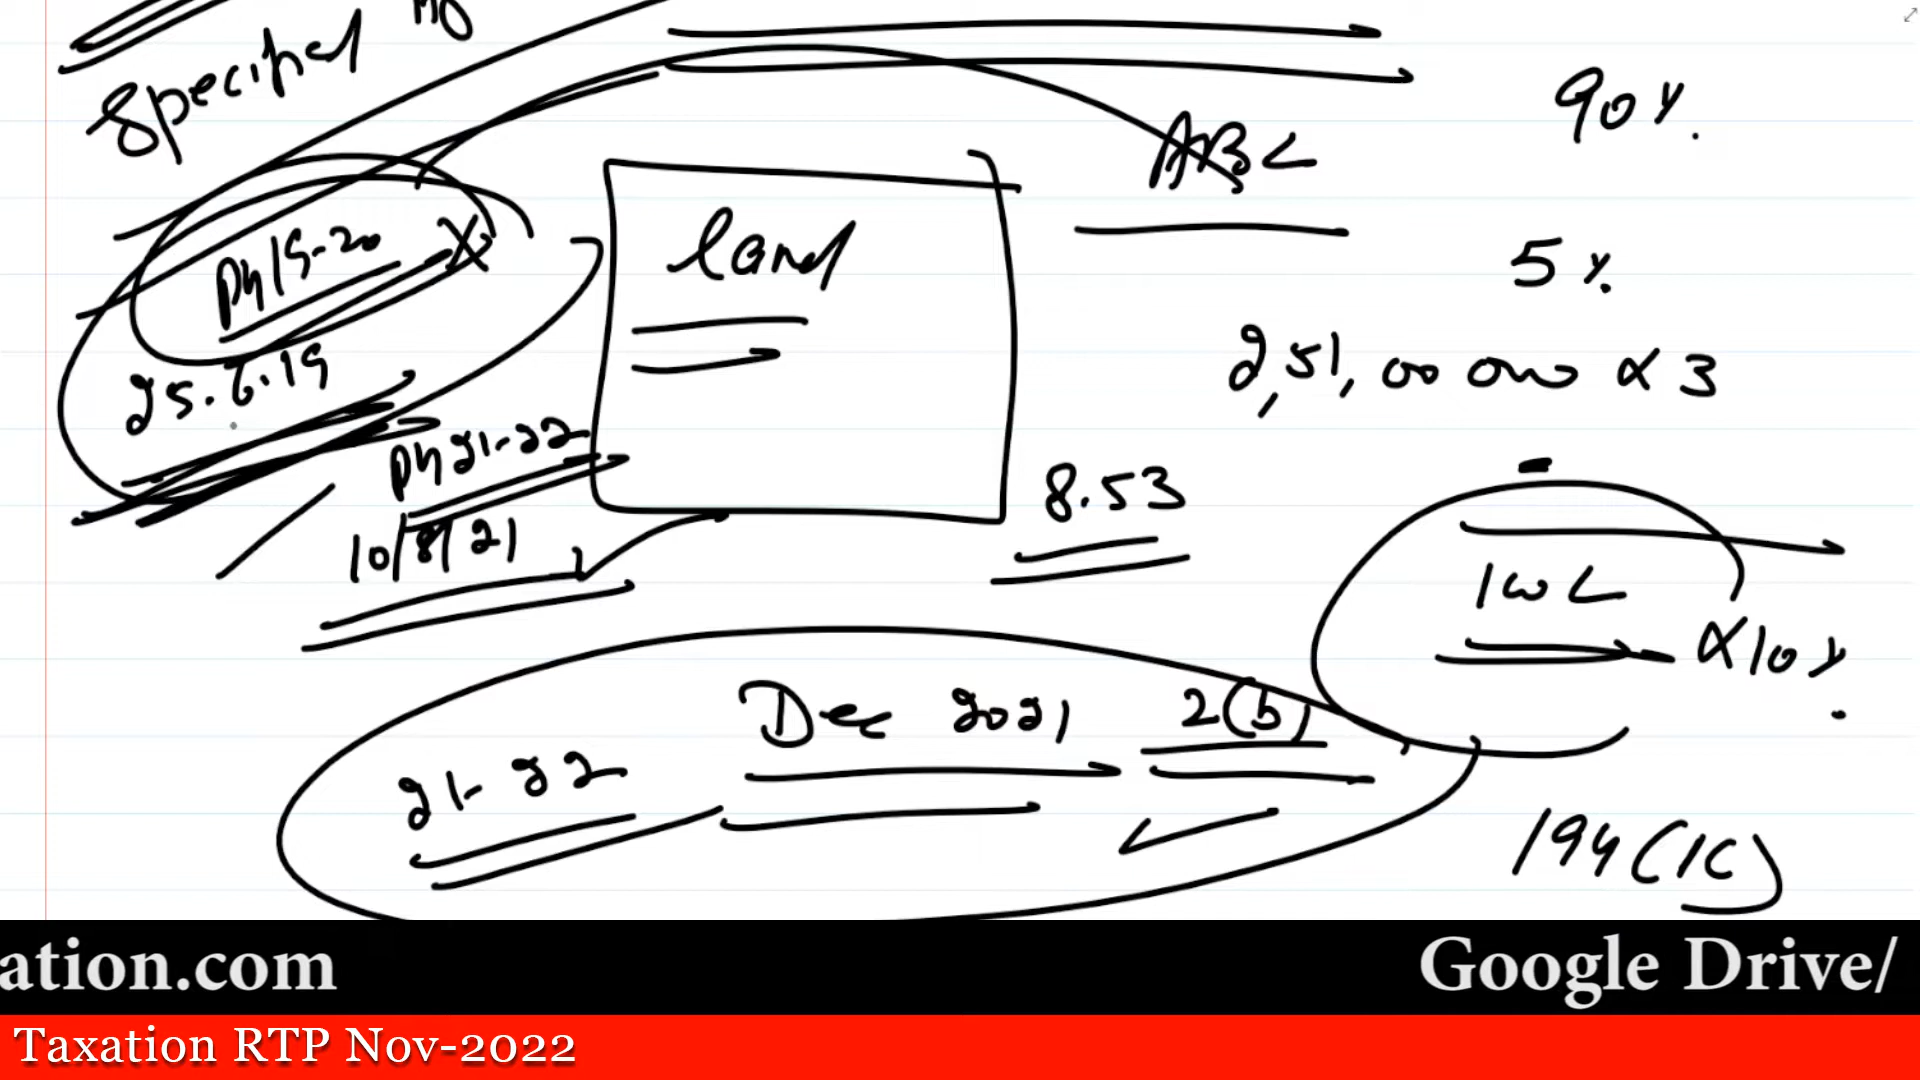 Specified
90%.
ABC
PY 19-20 X
land
5%.
25.6.19
2,51,00 000 x 3
PY 21-22
8.53
10/8/21
100 L
x 10%.
Dec 2021 2(b)
21-22
194(IC)
ation.com
Google Drive/
Taxation RTP Nov-2022